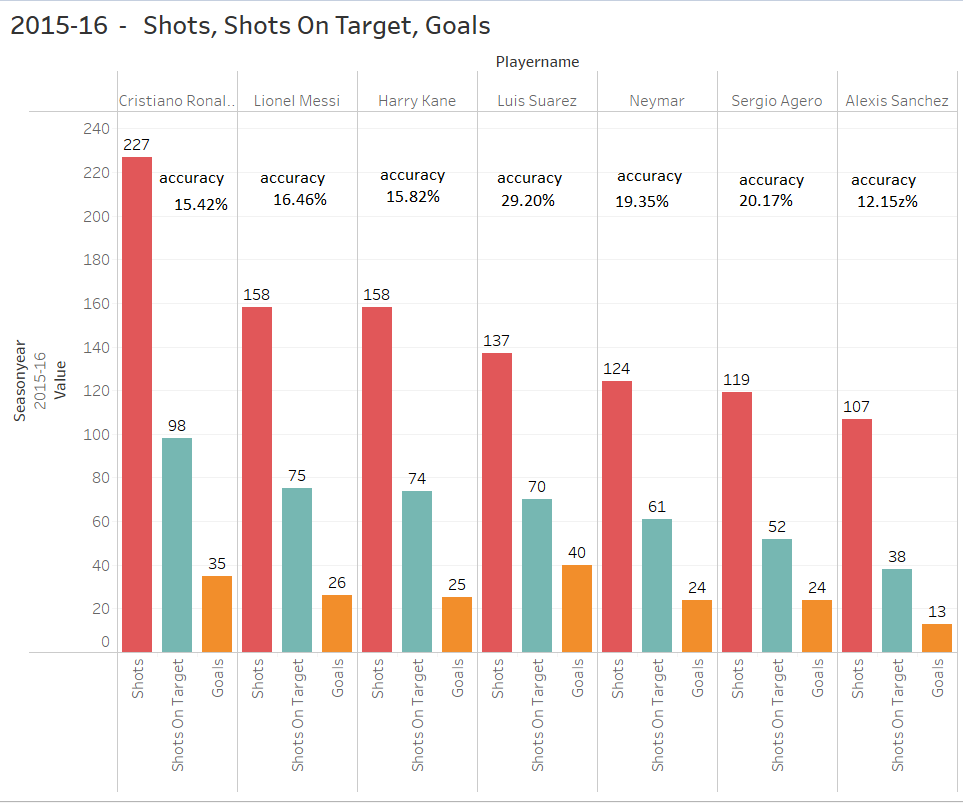 2015-16 - Shots, Shots On Target, Goals
Playername
Cristiano Ronal..
Lionel Messi
Harry Kane
Luis Suarez
Neymar
Sergio Agero
Alexis Sanchez
Seasonyear
2015-16
Value
240
220
200
180
160
140
120
100
80
60
40
20
0
accuracy
15.42%
227
98
35
accuracy
16.46%
158
75
26
accuracy
15.82%
158
74
25
accuracy
29.20%
137
70
40
accuracy
19.35%
124
61
24
accuracy
20.17%
119
52
24
accuracy
12.15z%
107
38
13
Shots
Shots On Target
Goals
Shots
Shots On Target
Goals
Shots
Shots On Target
Goals
Shots
Shots On Target
Goals
Shots
Shots On Target
Goals
Shots
Shots On Target
Goals
Shots
Shots On Target
Goals